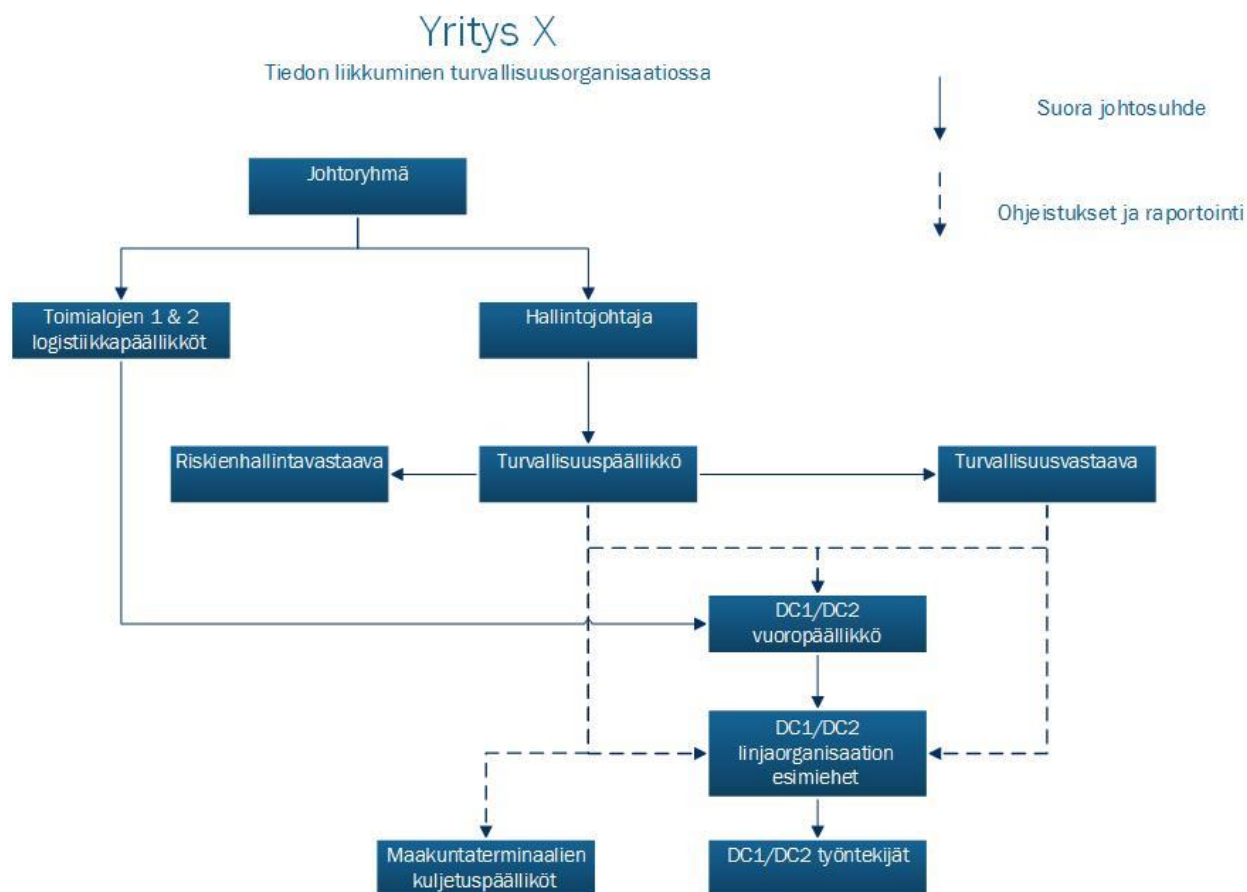 Yritys X
Tiedon liikkuminen turvallisuusorganisaatiossa
Suora johtosuhde
Ohjeistukset ja raportointi
Johtoryhmä
Toimialojen 1 & 2
logistiikkapäällikköt
Hallintojohtaja
Riskienhallintavastaava
Turvallisuuspäällikkö
Turvallisuusvastaava
DC1/DC2
vuoropäällikkö
DC1/DC2
linjaorganisaation
esimiehet
Maakuntaterminaalien
kuljetuspäälliköt
DC1/DC2 työntekijät